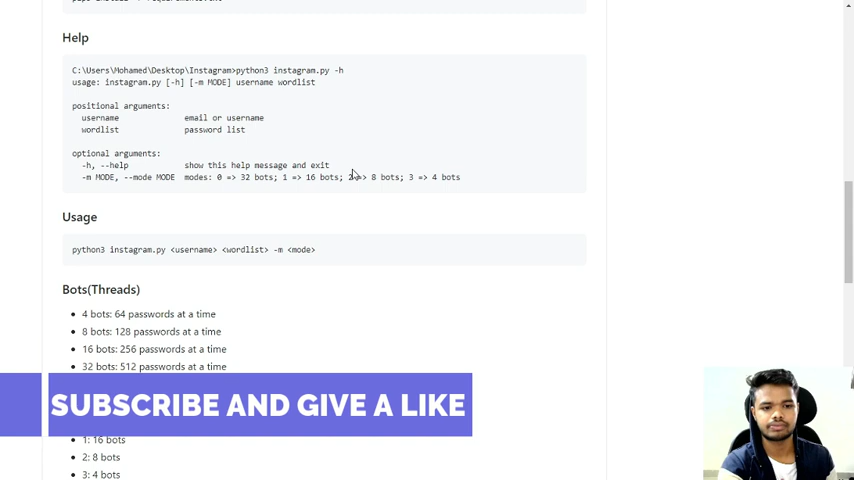 Help
C:\Users\Mohamed\Desktop\Instagram>python3 instagram.py -h
usage: instagram.py [-h] [-m MODE] username wordlist
positional arguments:
username email or username
wordlist password list
optional arguments:
-h, --help show this help message and exit
-m MODE, --mode MODE modes: 0 => 32 bots; 1 => 16 bots; 2 => 8 bots; 3 => 4 bots
Usage
python3 instagram.py <username> <wordlist> -m <mode>
Bots(Threads)
• 4 bots: 64 passwords at a time
• 8 bots: 128 passwords at a time
• 16 bots: 256 passwords at a time
• 32 bots: 512 passwords at a time
SUBSCRIBE AND GIVE A LIKE
1: 16 bots
• 2: 8 bots
• 3: 4 bots